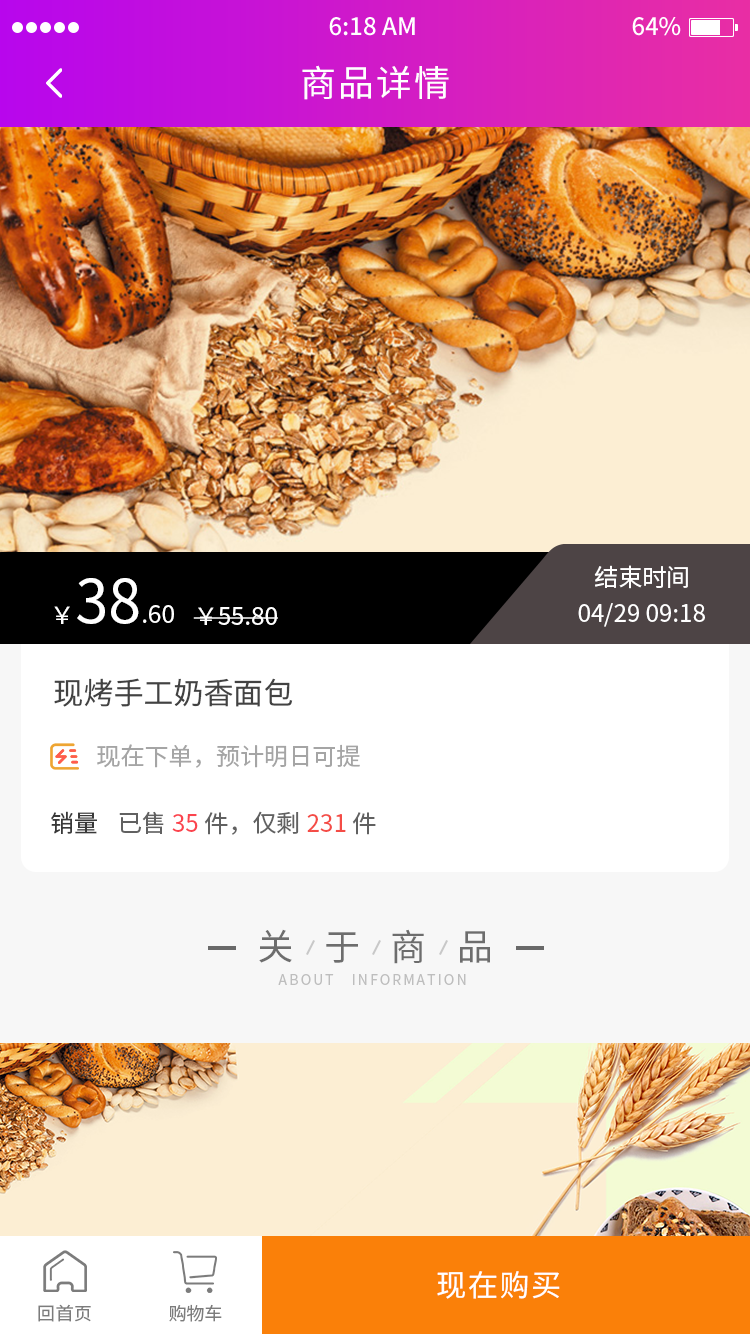 6:18 AM 64%
商品详情
¥38.60 ¥55.80
结束时间
04/29 09:18
现烤手工奶香面包
现在下单，预计明日可提
销量 已售 35 件，仅剩 231 件
关 / 于 / 商 / 品
ABOUT INFORMATION
回首页 购物车 现在购买